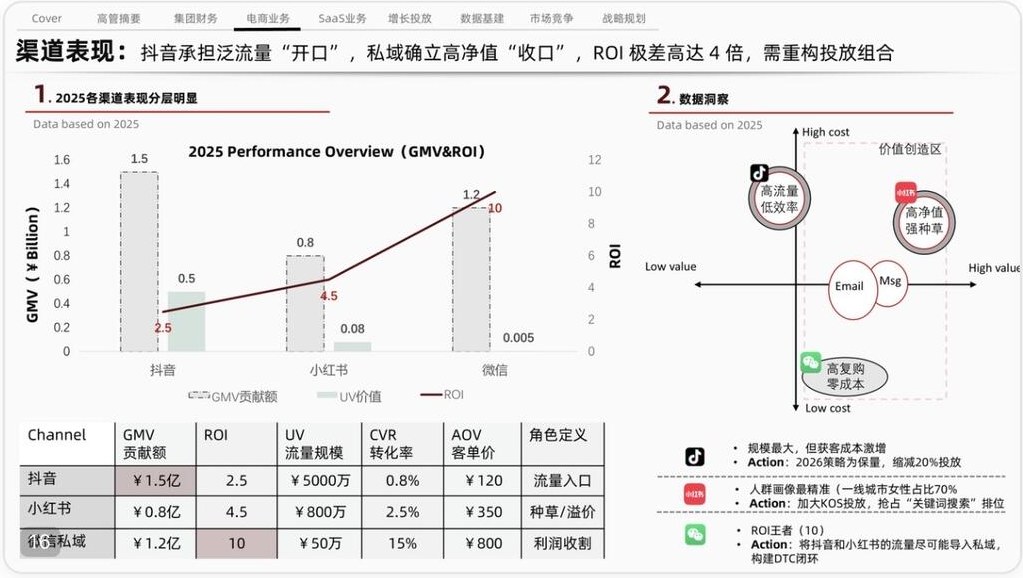 Cover 高管摘要 集团财务 电商业务 SaaS业务 增长投放 数据基建 市场竞争 战略规划
渠道表现：抖音承担泛流量“开口”，私域确立高净值“收口”，ROI 极差高达 4 倍，需重构投放组合
1. 2025各渠道表现分层明显
Data based on 2025
2025 Performance Overview（GMV&ROI）
GMV（¥Billion）
1.6
1.4
1.2
1
0.8
0.6
0.4
0.2
0
1.5
0.5
0.8
0.08
1.2
0.005
2.5
4.5
10
12
10
8
6
4
2
0
ROI
抖音 小红书 微信
GMV贡献额 UV价值 ROI
Channel GMV 贡献额 ROI UV 流量规模 CVR 转化率 AOV 客单价 角色定义
抖音 ¥1.5亿 2.5 ¥5000万 0.8% ¥120 流量入口
小红书 ¥0.8亿 4.5 ¥800万 2.5% ¥350 种草/溢价
信私域 ¥1.2亿 10 ¥50万 15% ¥800 利润收割
16
2. 数据洞察
Data based on 2025
High cost
价值创造区
高流量
低效率
小红书
高净值
强种草
Low value
High value
Email
Msg
高复购
零成本
Low cost
• 规模最大，但获客成本激增
• Action：2026策略为保量，缩减20%投放
小红书
• 人群画像最精准（一线城市女性占比70%
• Action：加大KOS投放，抢占“关键词搜索”排位
• ROI王者（10）
• Action：将抖音和小红书的流量尽可能导入私域，
构建DTC闭环